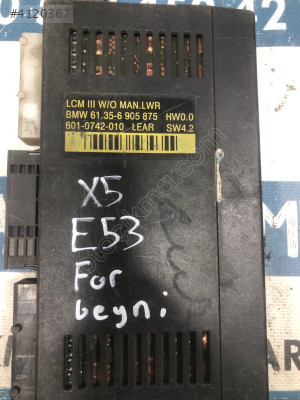 #4120367
LCM III W/O MAN.LWR
BMW 61.35-6 905 875 HW0.0
601-0742-010 LEAR SW4.2
X5
E53
For
beyni